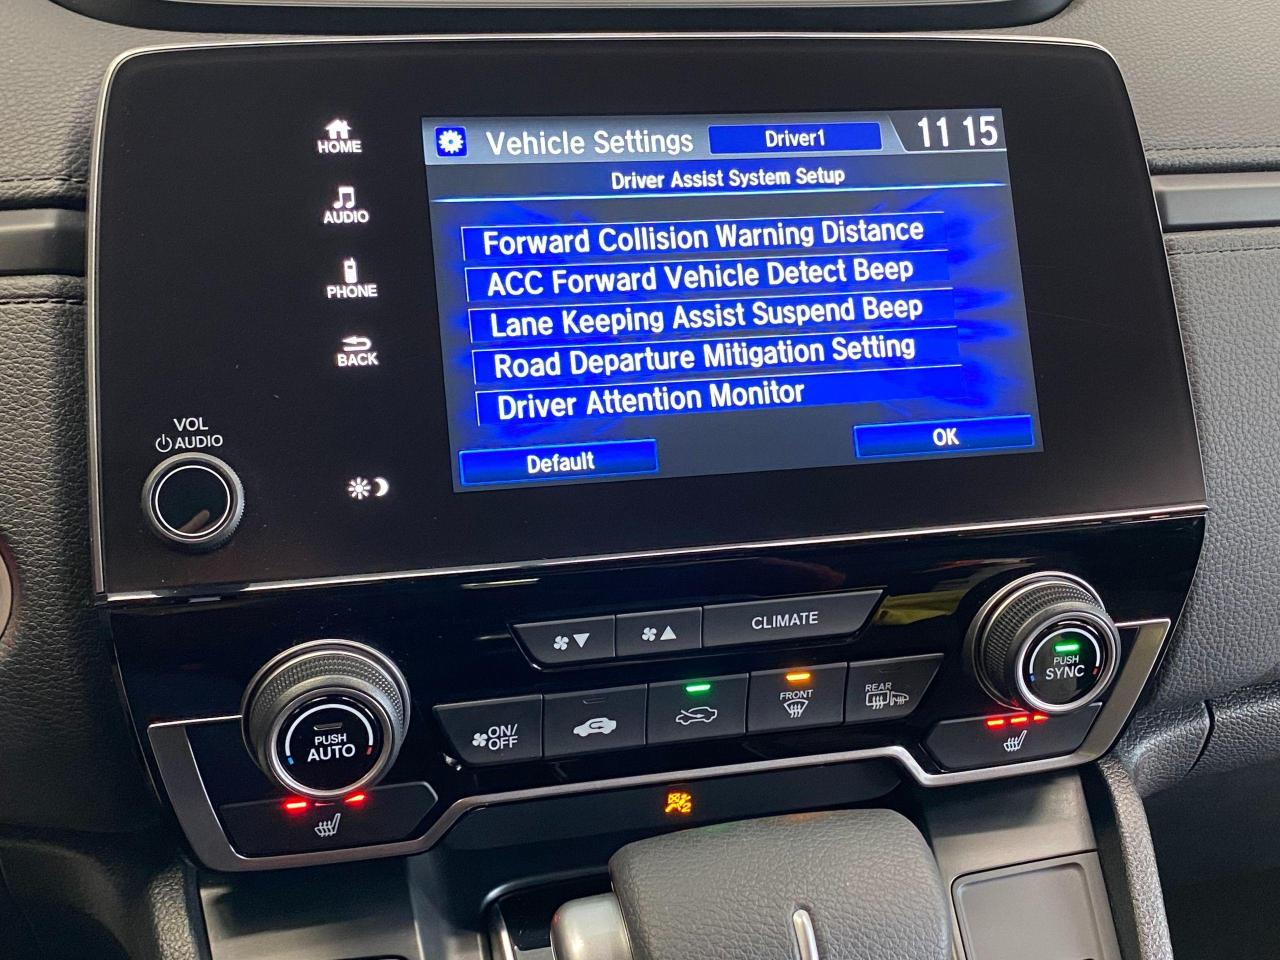 HOME
AUDIO
PHONE
BACK
VOL
AUDIO
Vehicle Settings
Driver1
11 15
Driver Assist System Setup
Forward Collision Warning Distance
ACC Forward Vehicle Detect Beep
Lane Keeping Assist Suspend Beep
Road Departure Mitigation Setting
Driver Attention Monitor
Default
OK
CLIMATE
PUSH
AUTO
ON/
OFF
FRONT
REAR
PUSH
SYNC